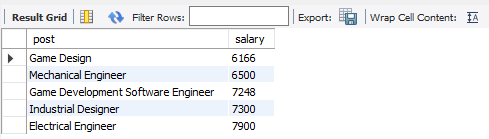 Result Grid Filter Rows: Export: Wrap Cell Content:
post salary
Game Design 6166
Mechanical Engineer 6500
Game Development Software Engineer 7248
Industrial Designer 7300
Electrical Engineer 7900